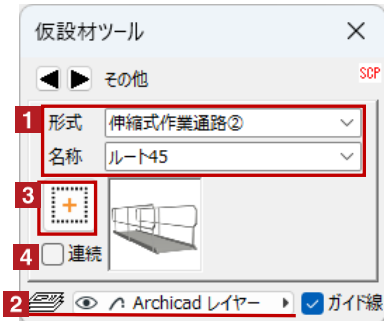 仮設材ツール
その他
SCP
1
形式 伸縮式作業通路②
名称 ルート45
3
4 連続
2 Archicad レイヤー ガイド線